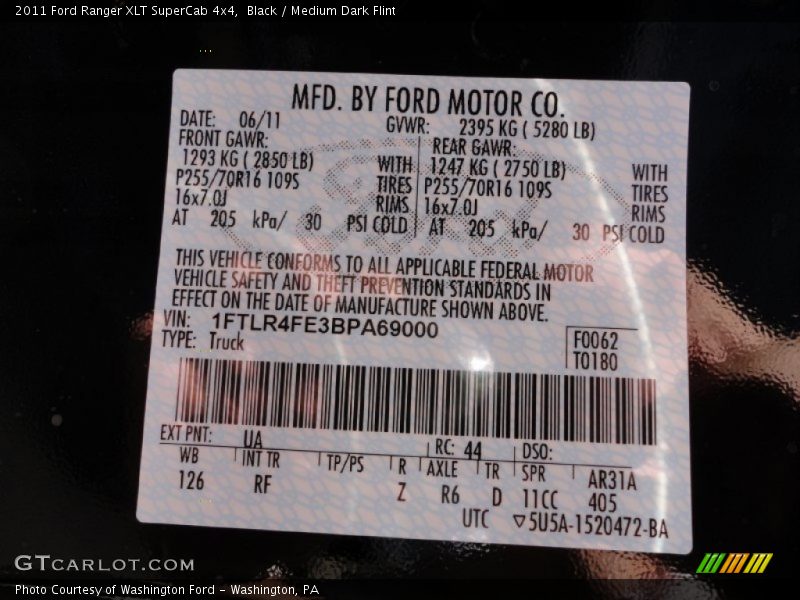 2011 Ford Ranger XLT SuperCab 4x4, Black / Medium Dark Flint
MFD. BY FORD MOTOR CO.
DATE: 06/11 GVWR: 2395 KG ( 5280 LB)
FRONT GAWR: REAR GAWR:
1293 KG ( 2850 LB) WITH 1247 KG ( 2750 LB) WITH
P255/70R16 109S TIRES P255/70R16 109S TIRES
16x7.0J RIMS 16x7.0J RIMS
AT 205 kPa/ 30 PSI COLD AT 205 kPa/ 30 PSI COLD
THIS VEHICLE CONFORMS TO ALL APPLICABLE FEDERAL MOTOR
VEHICLE SAFETY AND THEFT PREVENTION STANDARDS IN
EFFECT ON THE DATE OF MANUFACTURE SHOWN ABOVE.
VIN: 1FTLR4FE3BPA69000
TYPE: Truck
F0062
T0180
EXT PNT: UA RC: 44 DSO:
WB INT TR TP/PS R AXLE TR SPR AR31A
126 RF Z R6 D 11CC 405
UTC ▽5U5A-1520472-BA
GTCARLOT.COM
Photo Courtesy of Washington Ford - Washington, PA